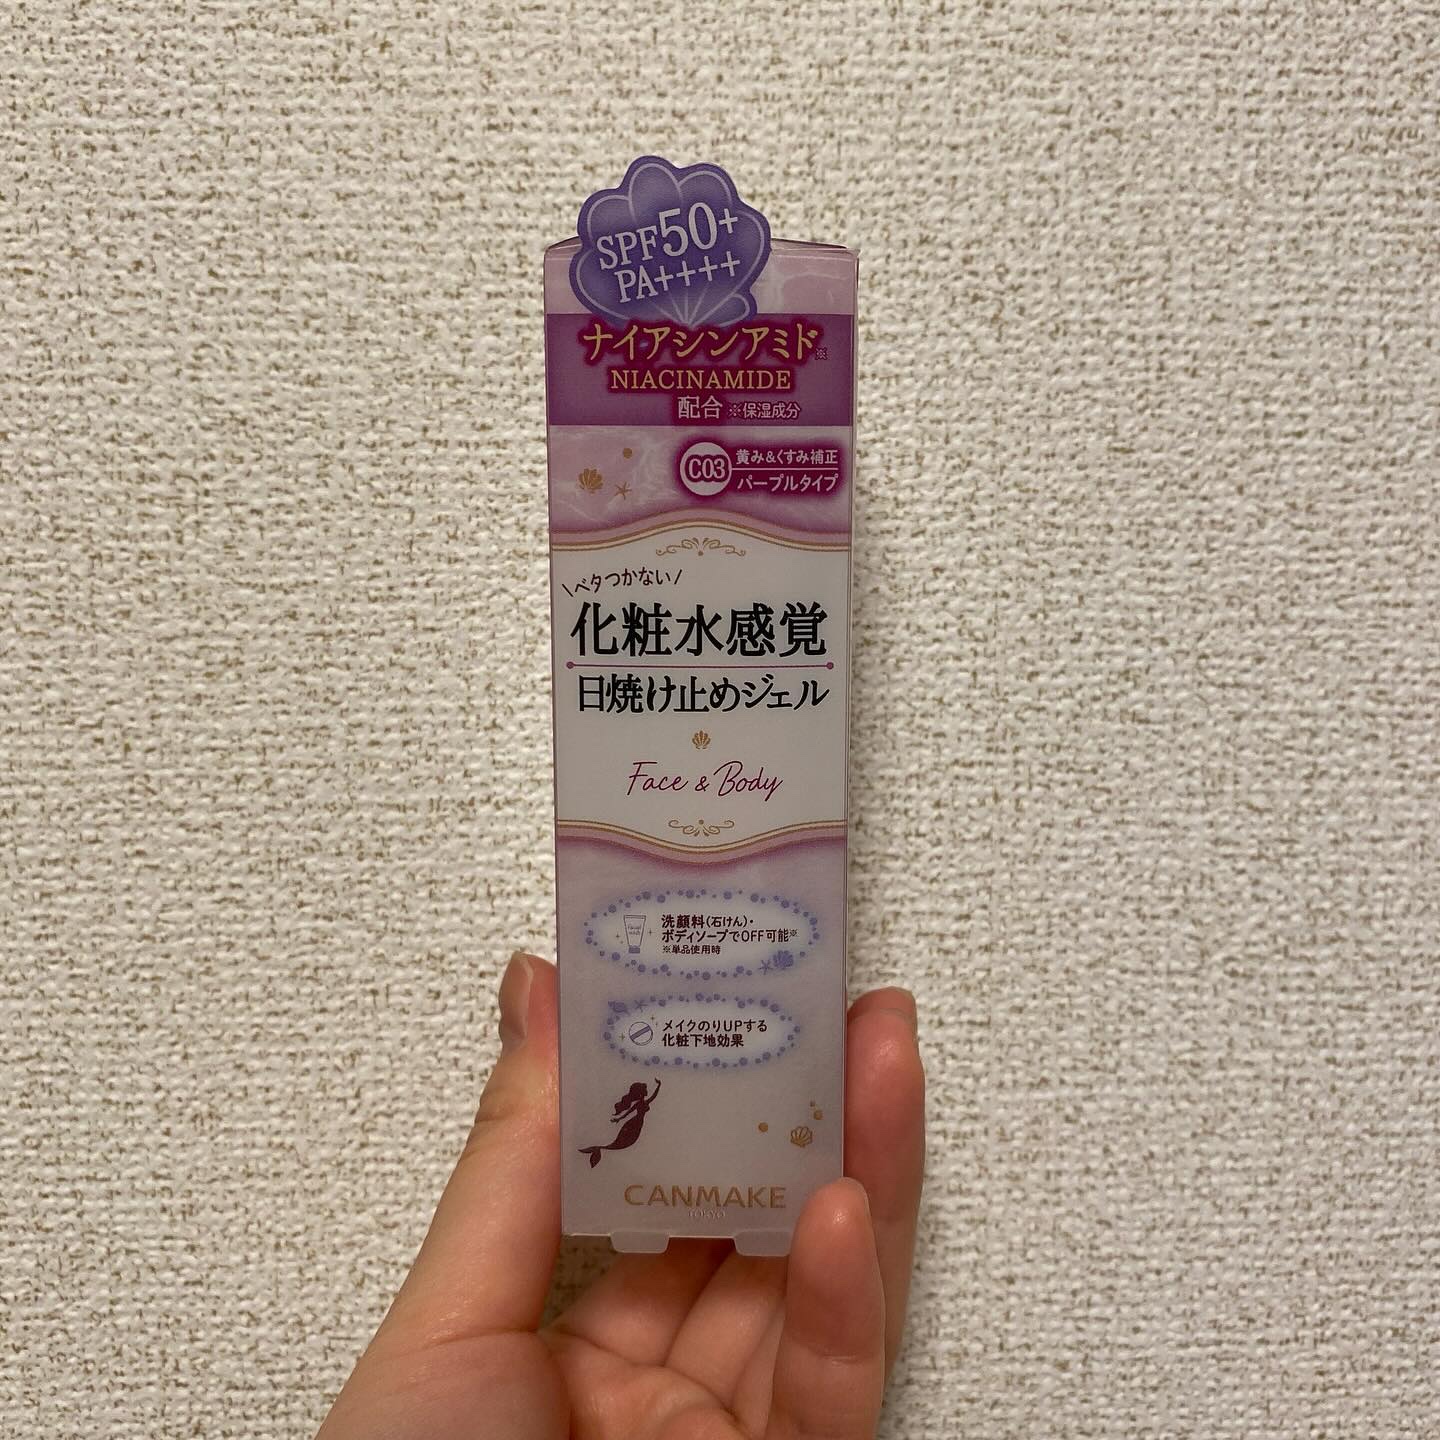 SPF50+
PA++++
ナイアシンアミド※
NIACINAMIDE
配合 ※保湿成分
C03 黄み&くすみ補正
パープルタイプ
\ベタつかない/
化粧水感覚
日焼け止めジェル
Face & Body
洗顔料(石けん)・
ボディソープでOFF可能※
※単品使用時
メイクのりUPする
化粧下地効果
CANMAKE
TOKYO